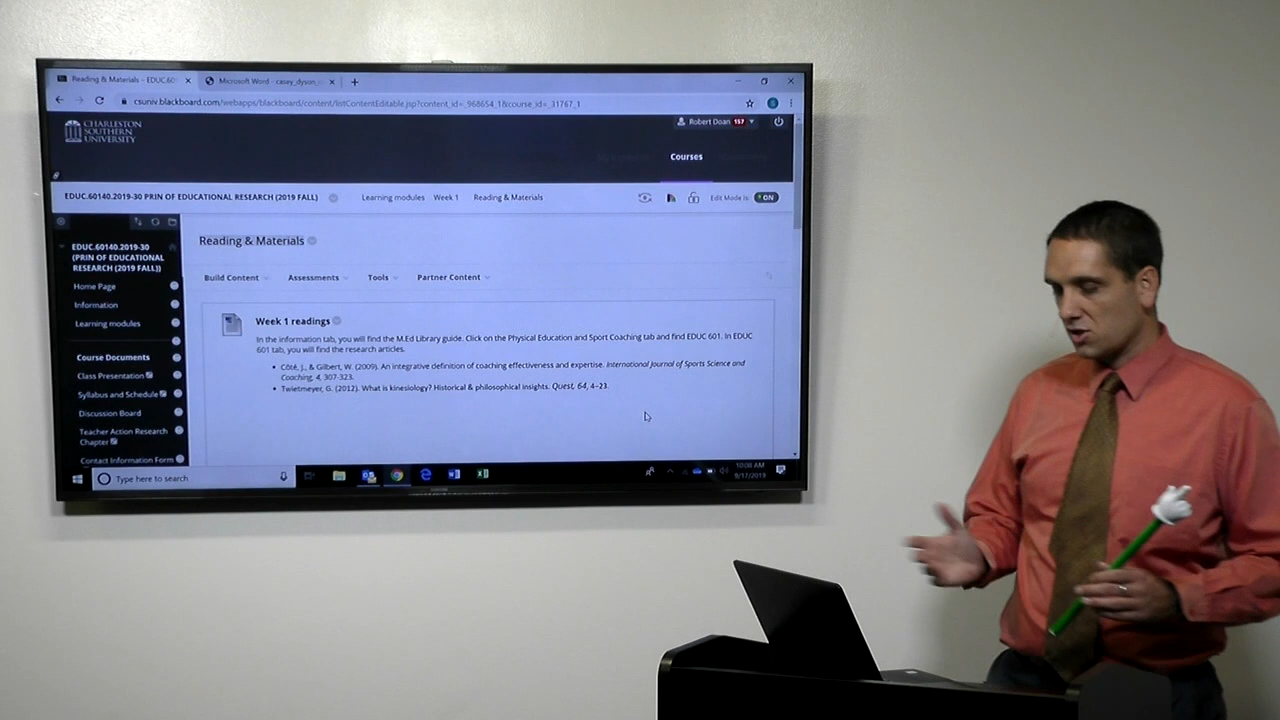 Reading & Materials – EDUC.60
Microsoft Word - casey_dyson_
csuniv.blackboard.com/webapps/blackboard/content/listContentEditable.jsp?content_id=_968654_1&course_id=_31767_1
CHARLESTON
SOUTHERN
UNIVERSITY
Robert Doan 157
Courses
EDUC.60140.2019-30 PRIN OF EDUCATIONAL RESEARCH (2019 FALL)
Learning modules Week 1 Reading & Materials
Edit Mode is: ON
EDUC.60140.2019-30
(PRIN OF EDUCATIONAL
RESEARCH (2019 FALL))
Home Page
Information
Learning modules
Course Documents
Class Presentation
Syllabus and Schedule
Discussion Board
Teacher Action Research
Chapter
Contact Information Form
Reading & Materials
Build Content Assessments Tools Partner Content
Week 1 readings
In the information tab, you will find the M.Ed Library guide. Click on the Physical Education and Sport Coaching tab and find EDUC 601. In EDUC
601 tab, you will find the research articles.
• Côté, J., & Gilbert, W. (2009). An integrative definition of coaching effectiveness and expertise. International Journal of Sports Science and
Coaching, 4, 307-323.
• Twietmeyer, G. (2012). What is kinesiology? Historical & philosophical insights. Quest, 64, 4–23.
Type here to search
10:08 AM
9/17/2019